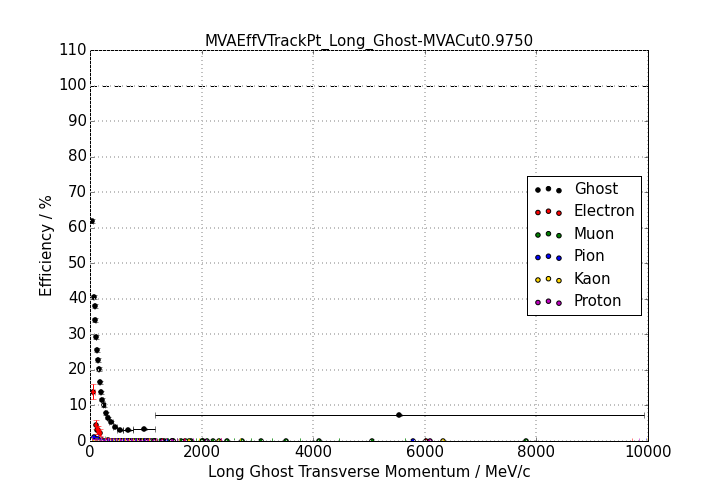 MVAEffVTrackPt_Long_Ghost-MVACut0.9750
110
100
90
80
70
60
50
40
30
20
10
0
Efficiency / %
Ghost
Electron
Muon
Pion
Kaon
Proton
0 2000 4000 6000 8000 10000
Long Ghost Transverse Momentum / MeV/c